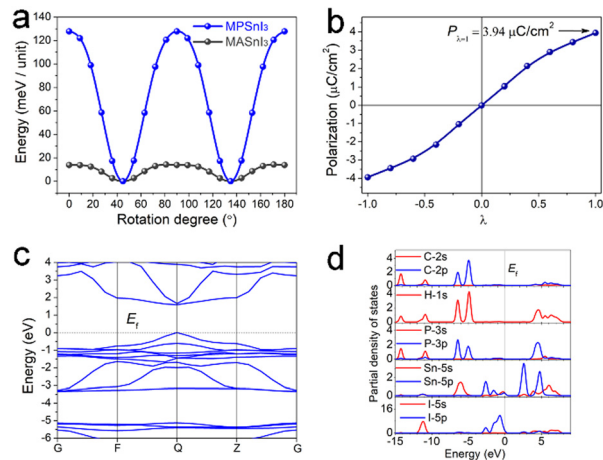 a
MPSnI₃
MASnI₃
Energy (meV / unit)
140
120
100
80
60
40
20
0
0 20 40 60 80 100 120 140 160 180
Rotation degree (°)
b
P_λ=1 = 3.94 μC/cm²
Polarization (μC/cm²)
4
3
2
1
0
-1
-2
-3
-4
-1.0 -0.5 0.0 0.5 1.0
λ
c
E_f
Energy (eV)
4
3
2
1
0
-1
-2
-3
-4
-5
-6
G F Q Z G
d
C-2s
C-2p
E_f
H-1s
P-3s
P-3p
Sn-5s
Sn-5p
I-5s
I-5p
Partial density of states
4
2
0
4
2
0
4
2
0
4
2
0
16
0
-15 -10 -5 0 5
Energy (eV)